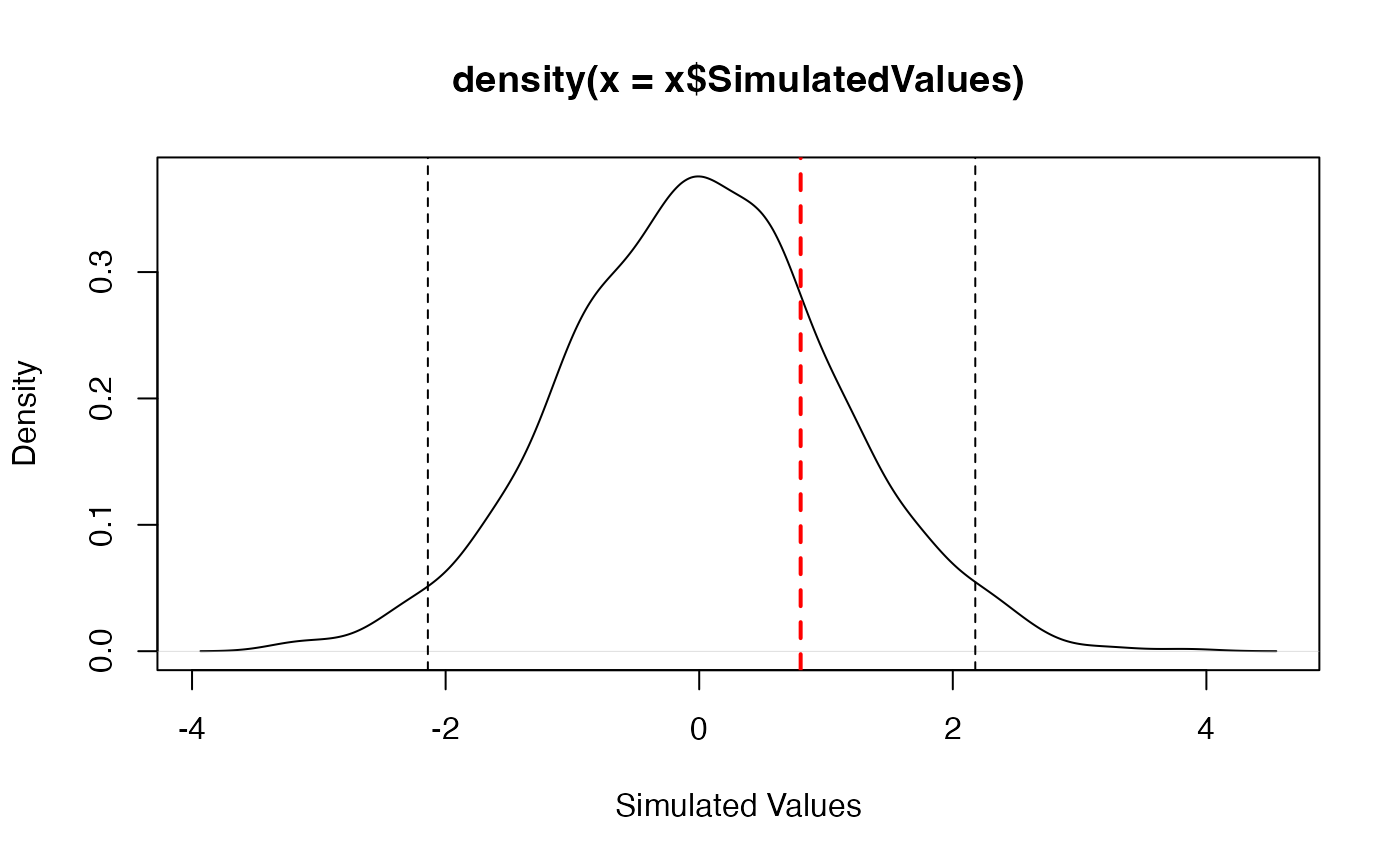 density(x = x$SimulatedValues)
Density
0.3
0.2
0.1
0.0
-4 -2 0 2 4
Simulated Values